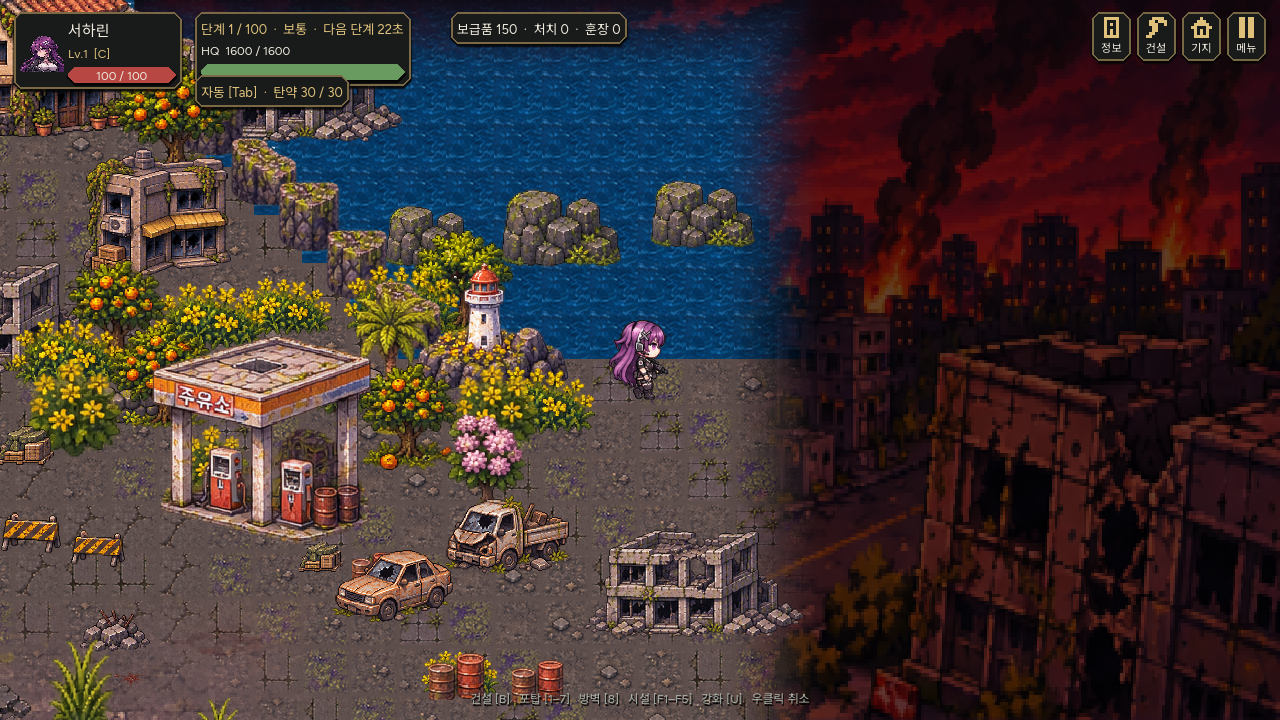 서하린
Lv.1 [C]
100 / 100
단계 1 / 100 · 보통 · 다음 단계 22초
HQ 1600 / 1600
자동 [Tab] · 탄약 30 / 30
보급품 150 · 처치 0 · 훈장 0
정보
건설
기지
메뉴
주유소
건설 [B] 포탑 [1-7] 방벽 [8] 시설 [F1-F5] 강화 [U] 우클릭 취소